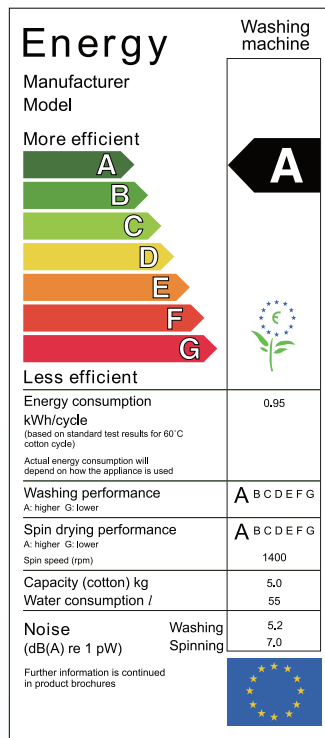 Energy
Washing
machine
Manufacturer
Model
More efficient
A
A
B
C
D
E
F
G
Less efficient
Energy consumption
kWh/cycle
(based on standard test results for 60˚C
cotton cycle)
0.95
Actual energy consumption will
depend on how the appliance is used
Washing performance
A: higher G: lower
A B C D E F G
Spin drying performance
A: higher G: lower
A B C D E F G
Spin speed (rpm)
1400
Capacity (cotton) kg
5.0
Water consumption l
55
Noise
(dB(A) re 1 pW)
Washing
5.2
Spinning
7.0
Further information is continued
in product brochures